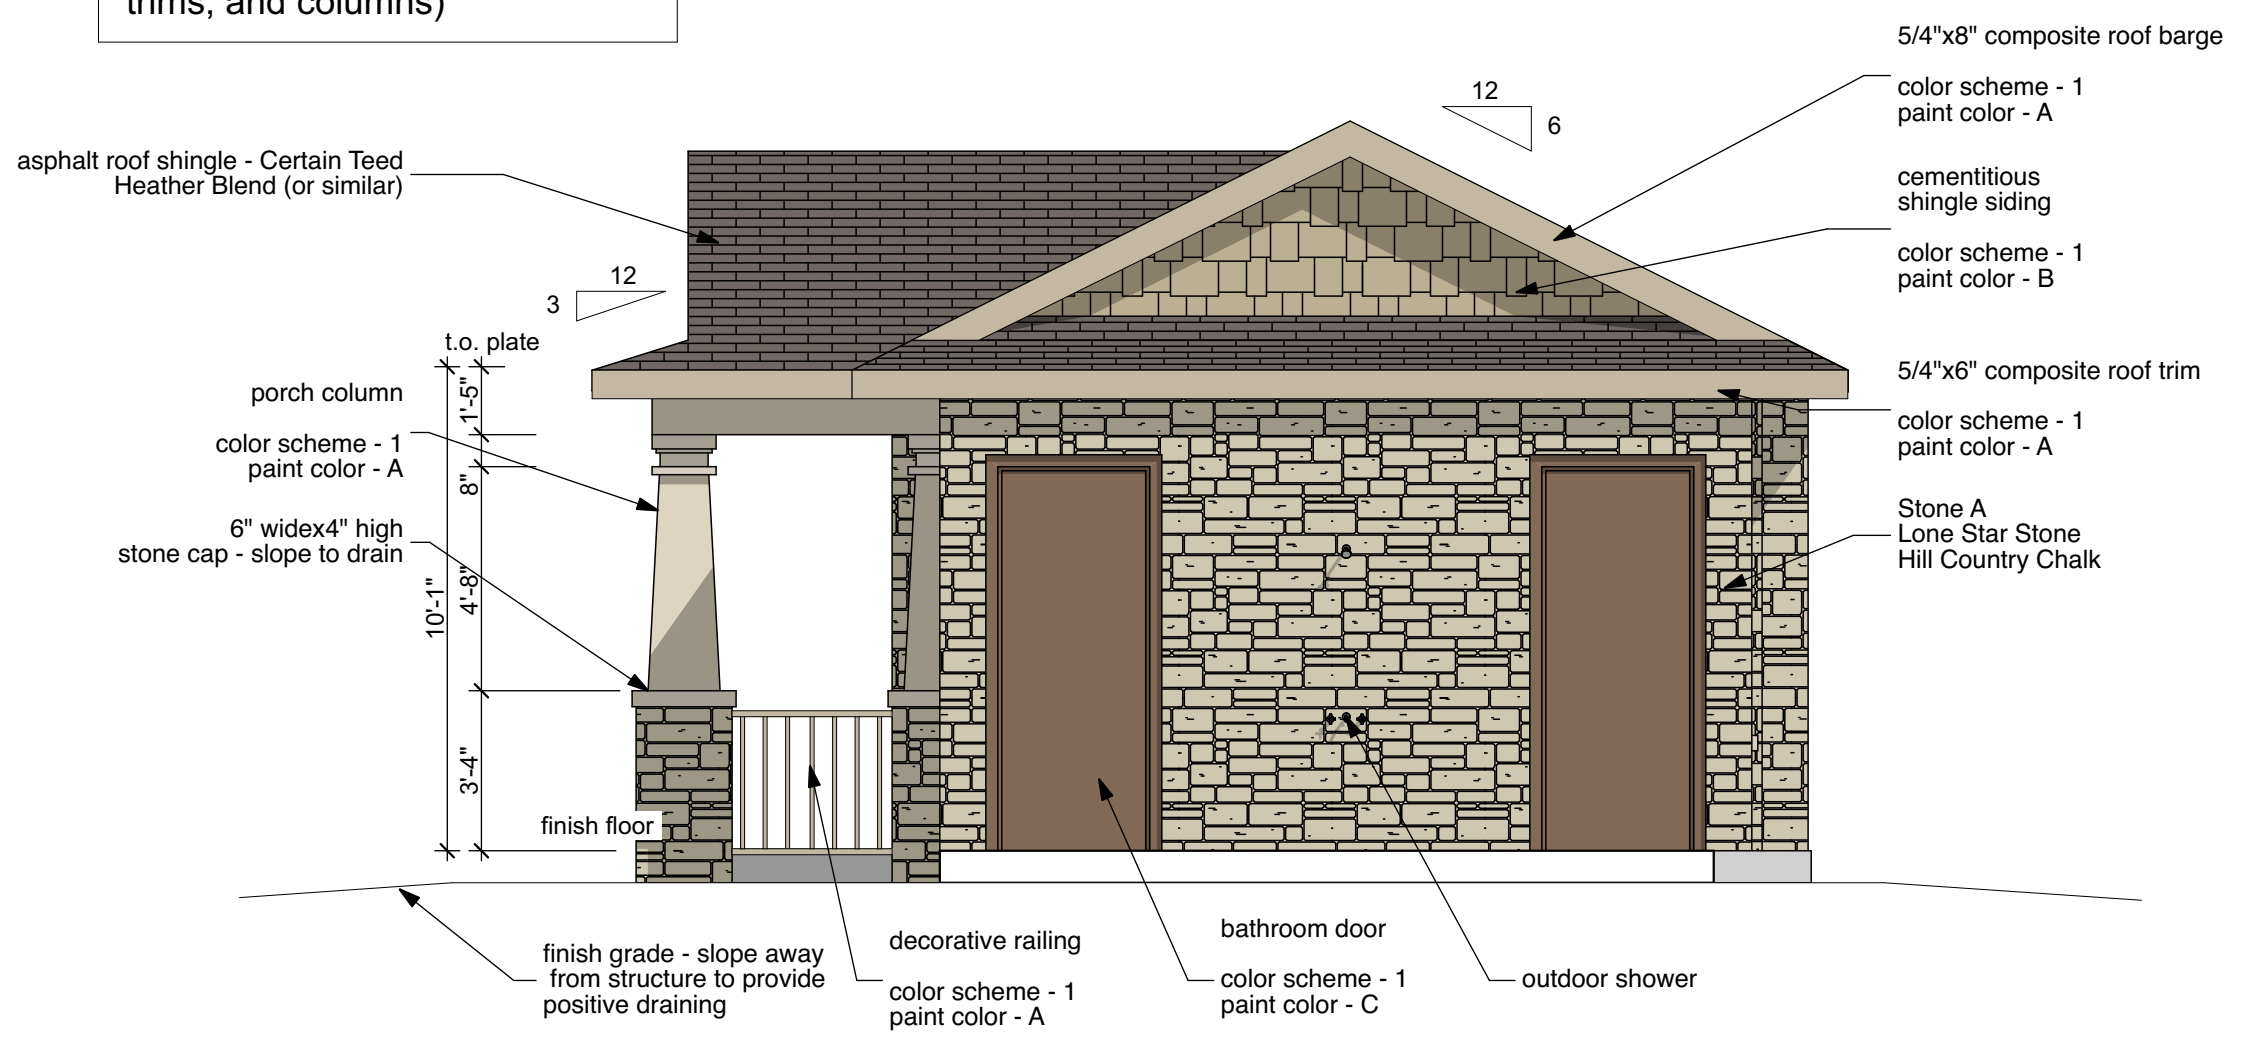 trims, and columns)
5/4"x8" composite roof barge
color scheme - 1
paint color - A
12
6
asphalt roof shingle - Certain Teed
Heather Blend (or similar)
cementitious
shingle siding
color scheme - 1
paint color - B
12
3
t.o. plate
1'-5"
8"
4'-8"
3'-4"
10'-1"
porch column
color scheme - 1
paint color - A
6" widex4" high
stone cap - slope to drain
5/4"x6" composite roof trim
color scheme - 1
paint color - A
Stone A
Lone Star Stone
Hill Country Chalk
finish floor
finish grade - slope away
from structure to provide
positive draining
decorative railing
color scheme - 1
paint color - A
bathroom door
color scheme - 1
paint color - C
outdoor shower